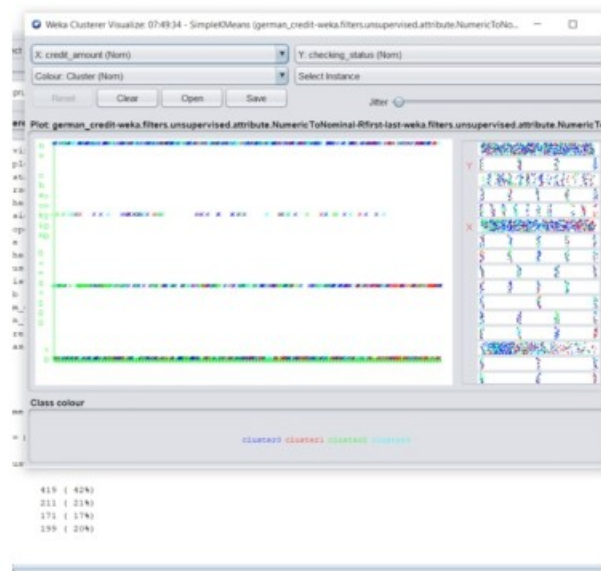 Weka Clusterer Visualize: 07:49:34 - SimpleKMeans (german_credit-weka.filters.unsupervised.attribute.NumericToNo...
X: credit_amount (Nom)
Y: checking_status (Nom)
Colour: Cluster (Nom)
Select Instance
Reset
Clear
Open
Save
Jitter
Plot: german_credit-weka.filters.unsupervised.attribute.NumericToNominal-Rfirst-last-weka.filters.unsupervised.attribute.NumericT
Y
X
Class colour
cluster0 cluster1 cluster2 cluster3
419 ( 42%)
211 ( 21%)
171 ( 17%)
199 ( 20%)